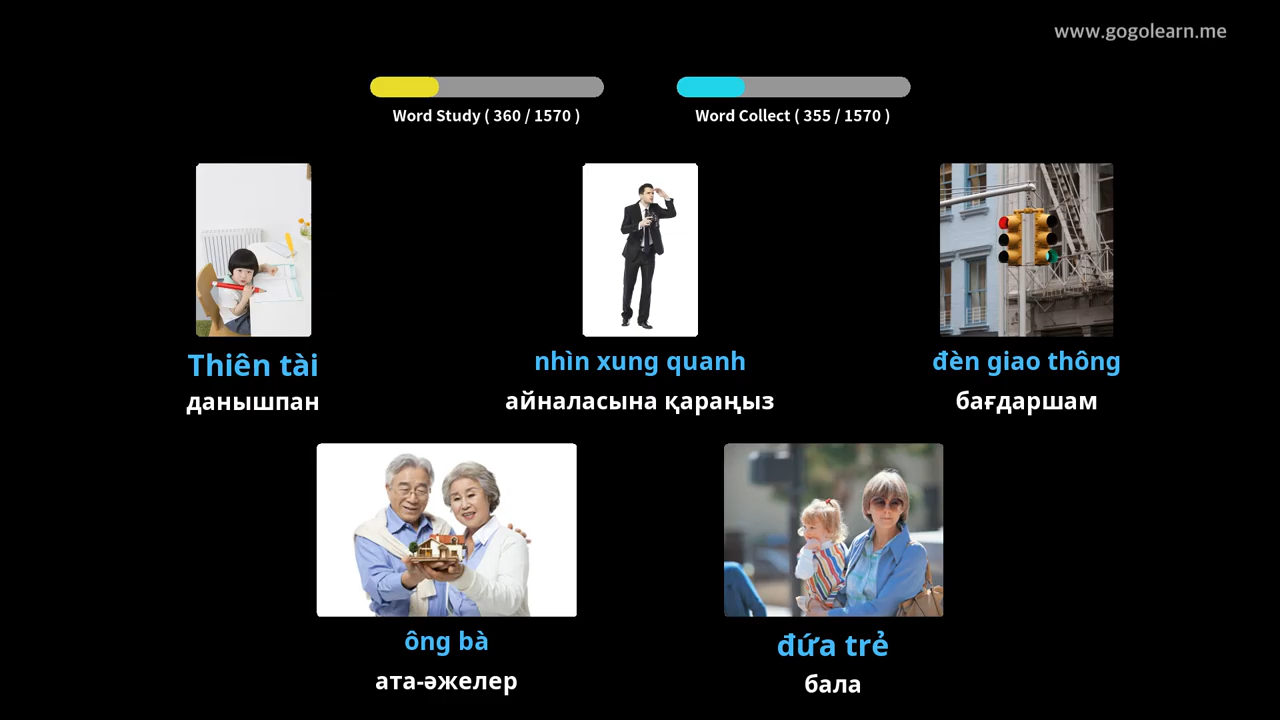 www.gogolearn.me
Word Study ( 360 / 1570 )
Word Collect ( 355 / 1570 )
Thiên tài
данышпан
nhìn xung quanh
айналасына қараңыз
đèn giao thông
бағдаршам
ông bà
ата-әжелер
đứa trẻ
бала